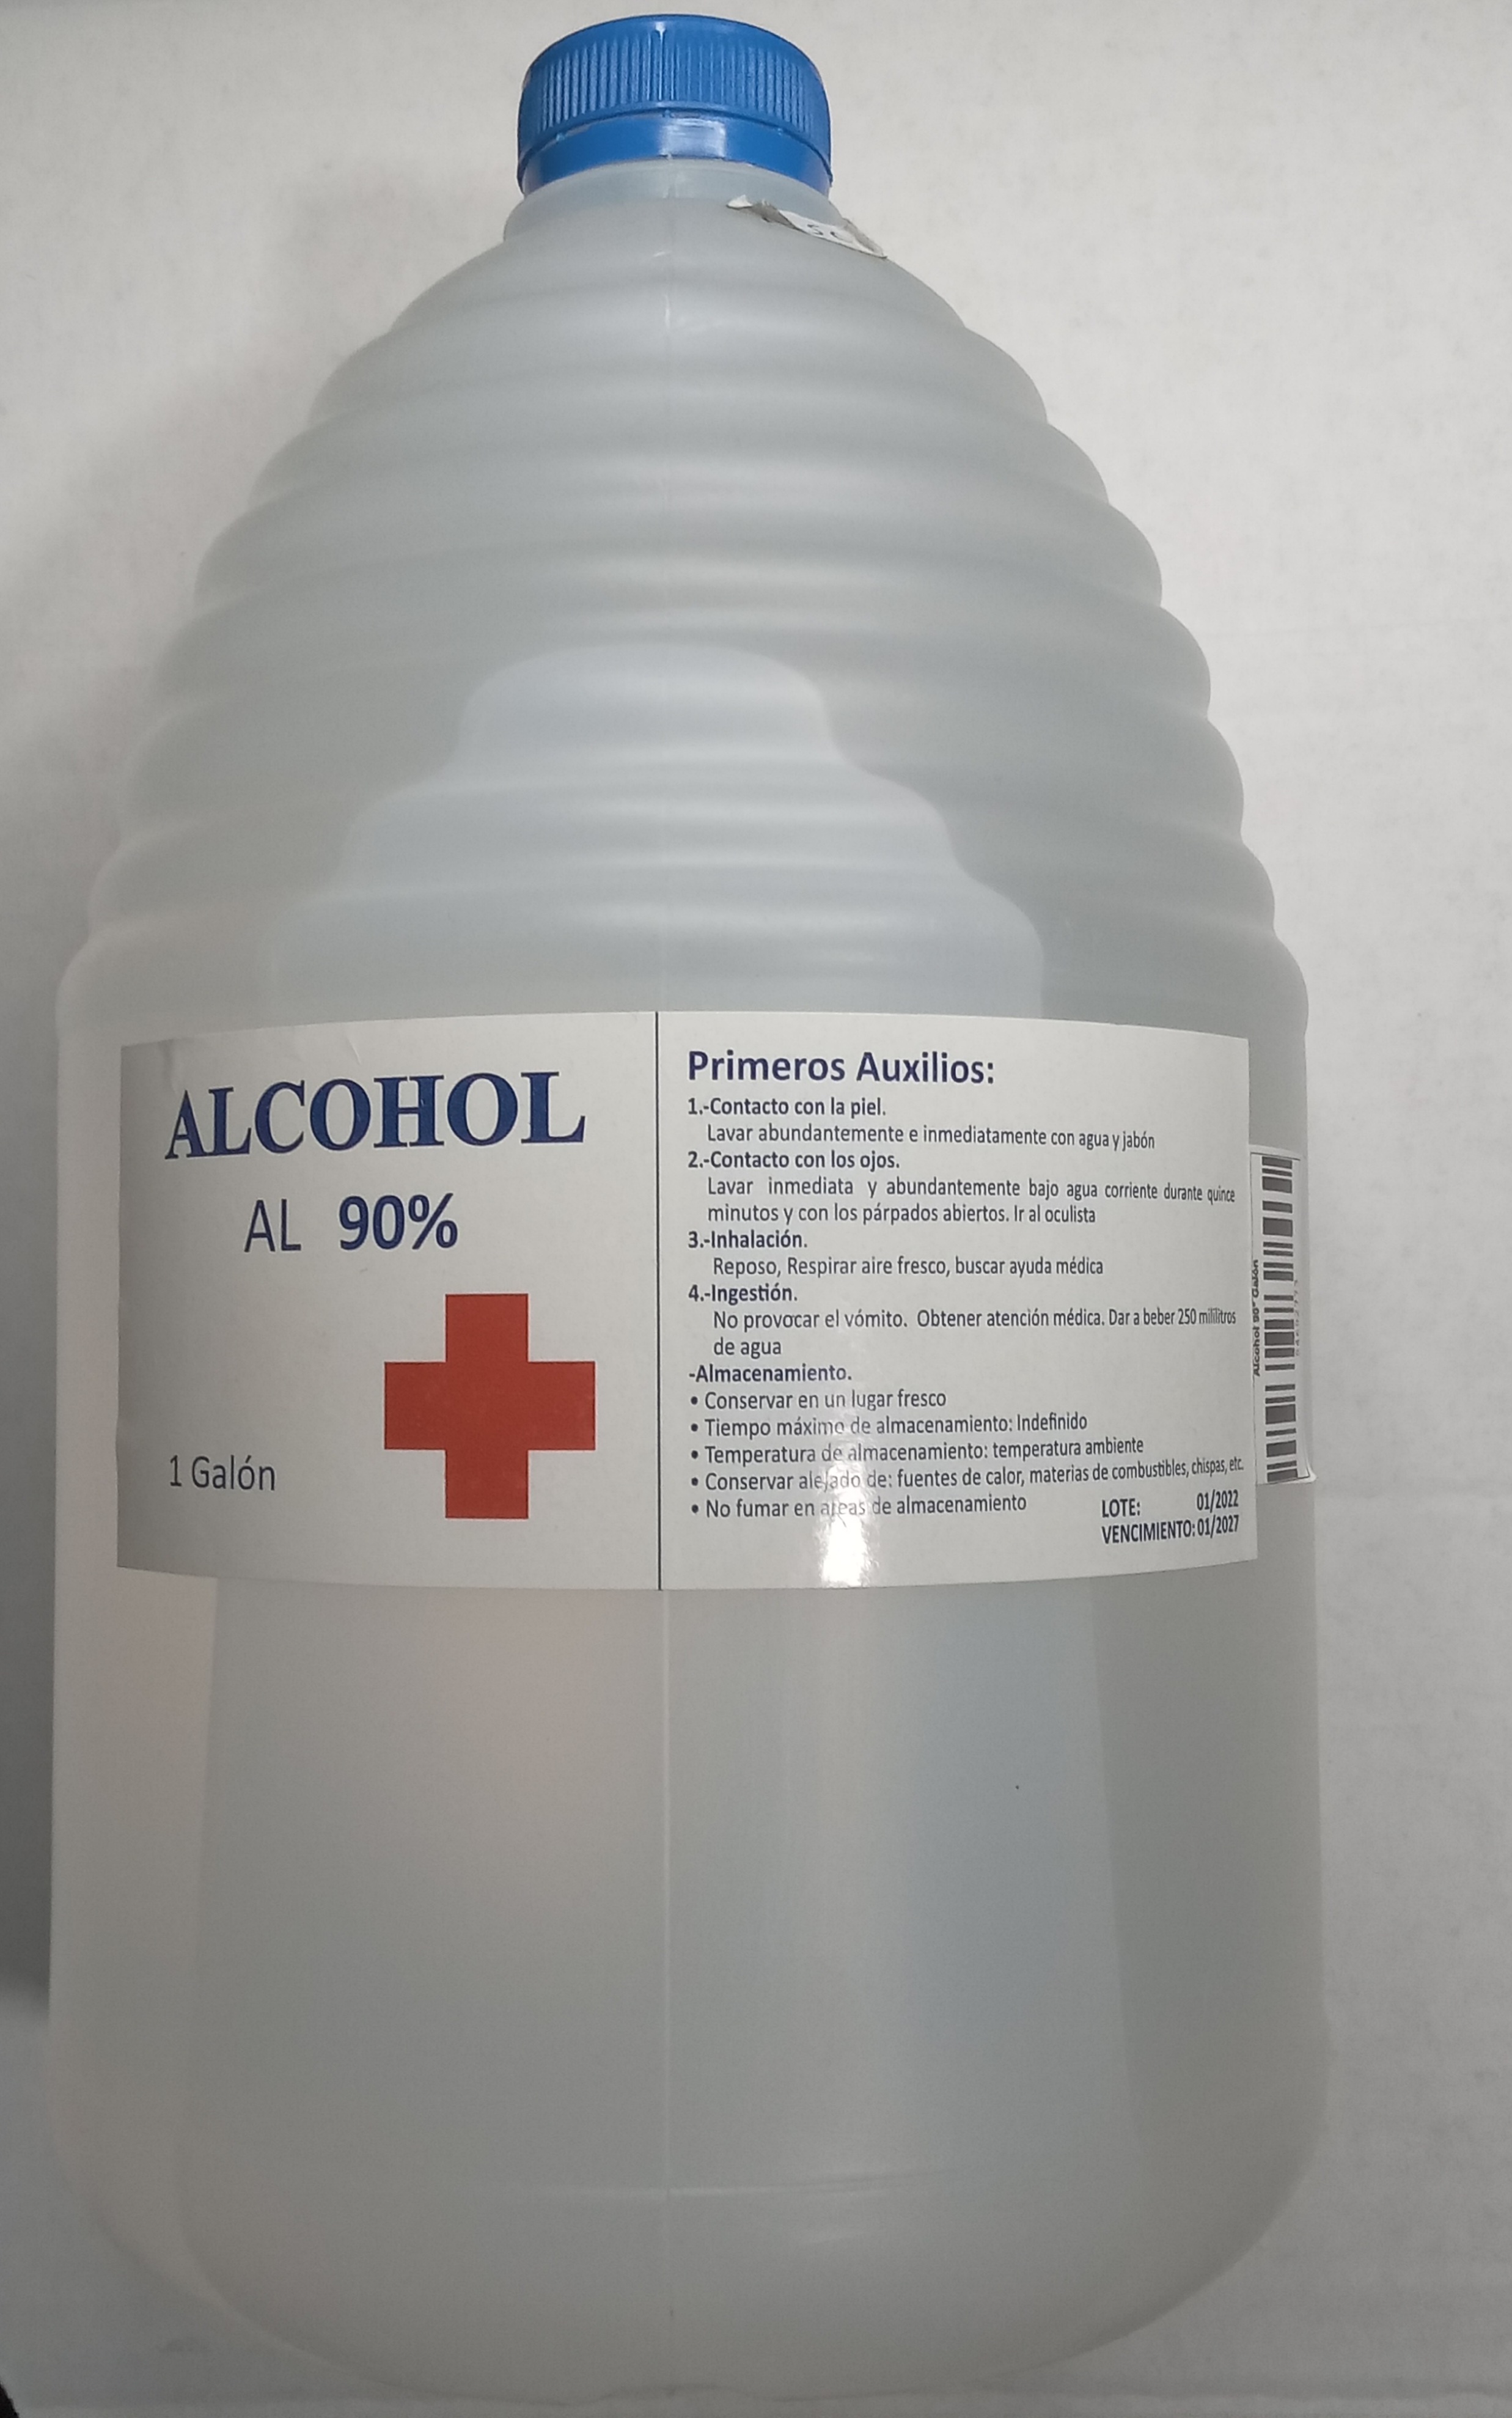 ALCOHOL
AL 90%
1 Galón
Primeros Auxilios:
1.-Contacto con la piel.
Lavar abundantemente e inmediatamente con agua y jabón
2.-Contacto con los ojos.
Lavar inmediata y abundantemente bajo agua corriente durante quince
minutos y con los párpados abiertos. Ir al oculista
3.-Inhalación.
Reposo, Respirar aire fresco, buscar ayuda médica
4.-Ingestión.
No provocar el vómito. Obtener atención médica. Dar a beber 250 mililitros
de agua
-Almacenamiento.
• Conservar en un lugar fresco
• Tiempo máximo de almacenamiento: Indefinido
• Temperatura de almacenamiento: temperatura ambiente
• Conservar alejado de: fuentes de calor, materias de combustibles, chispas, etc.
• No fumar en areas de almacenamiento
LOTE: 01/2022
VENCIMIENTO: 01/2027
Alcohol 90° Galón